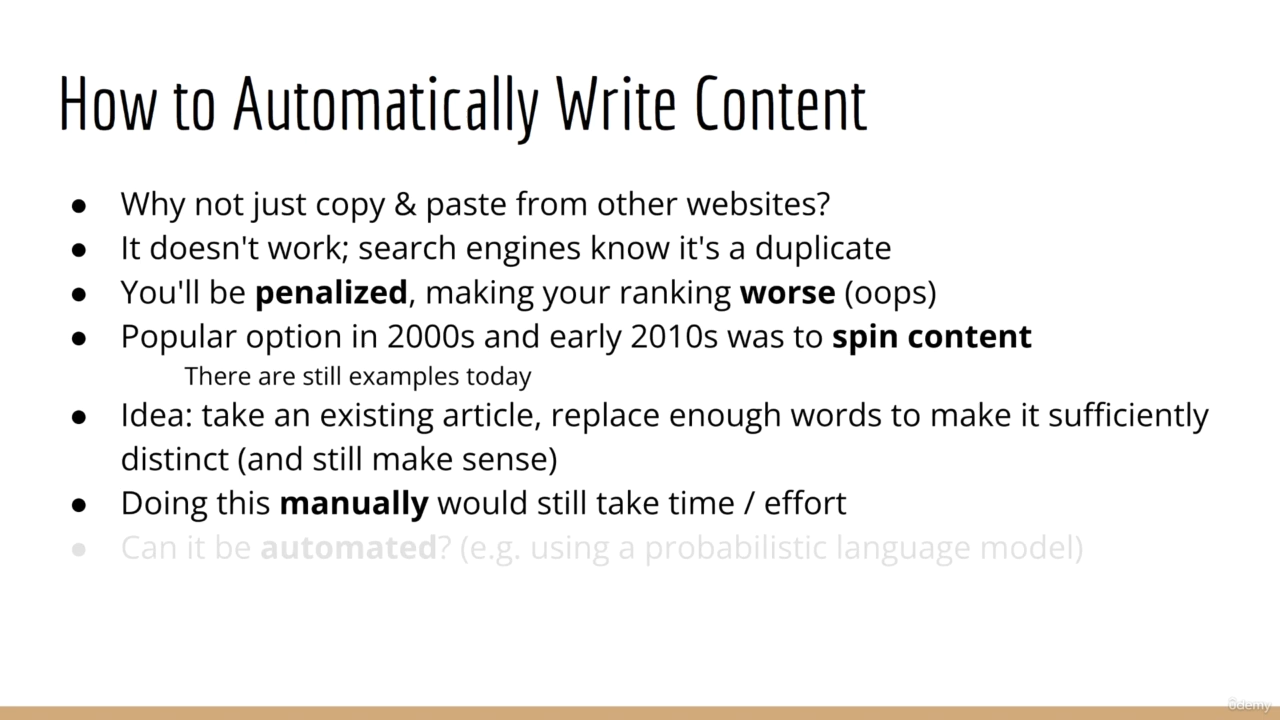 How to Automatically Write Content
● Why not just copy & paste from other websites?
● It doesn't work; search engines know it's a duplicate
● You'll be penalized, making your ranking worse (oops)
● Popular option in 2000s and early 2010s was to spin content
There are still examples today
● Idea: take an existing article, replace enough words to make it sufficiently
distinct (and still make sense)
● Doing this manually would still take time / effort
● Can it be automated? (e.g. using a probabilistic language model)
ûdemy